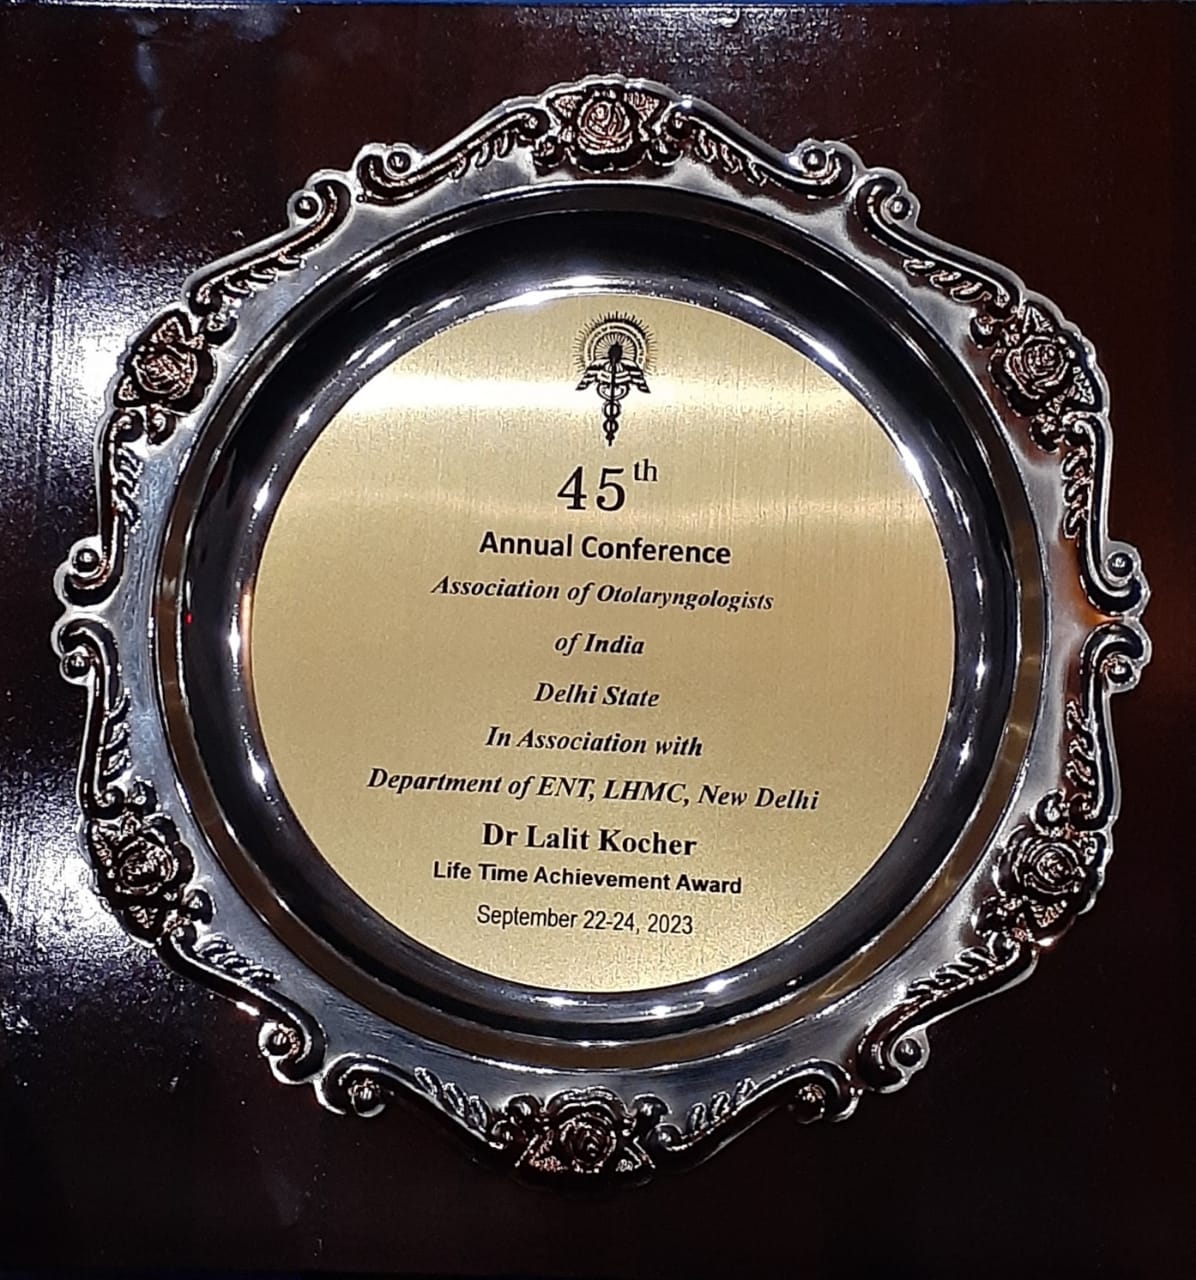 45th
Annual Conference
Association of Otolaryngologists
of India
Delhi State
In Association with
Department of ENT, LHMC, New Delhi
Dr Lalit Kocher
Life Time Achievement Award
September 22-24, 2023